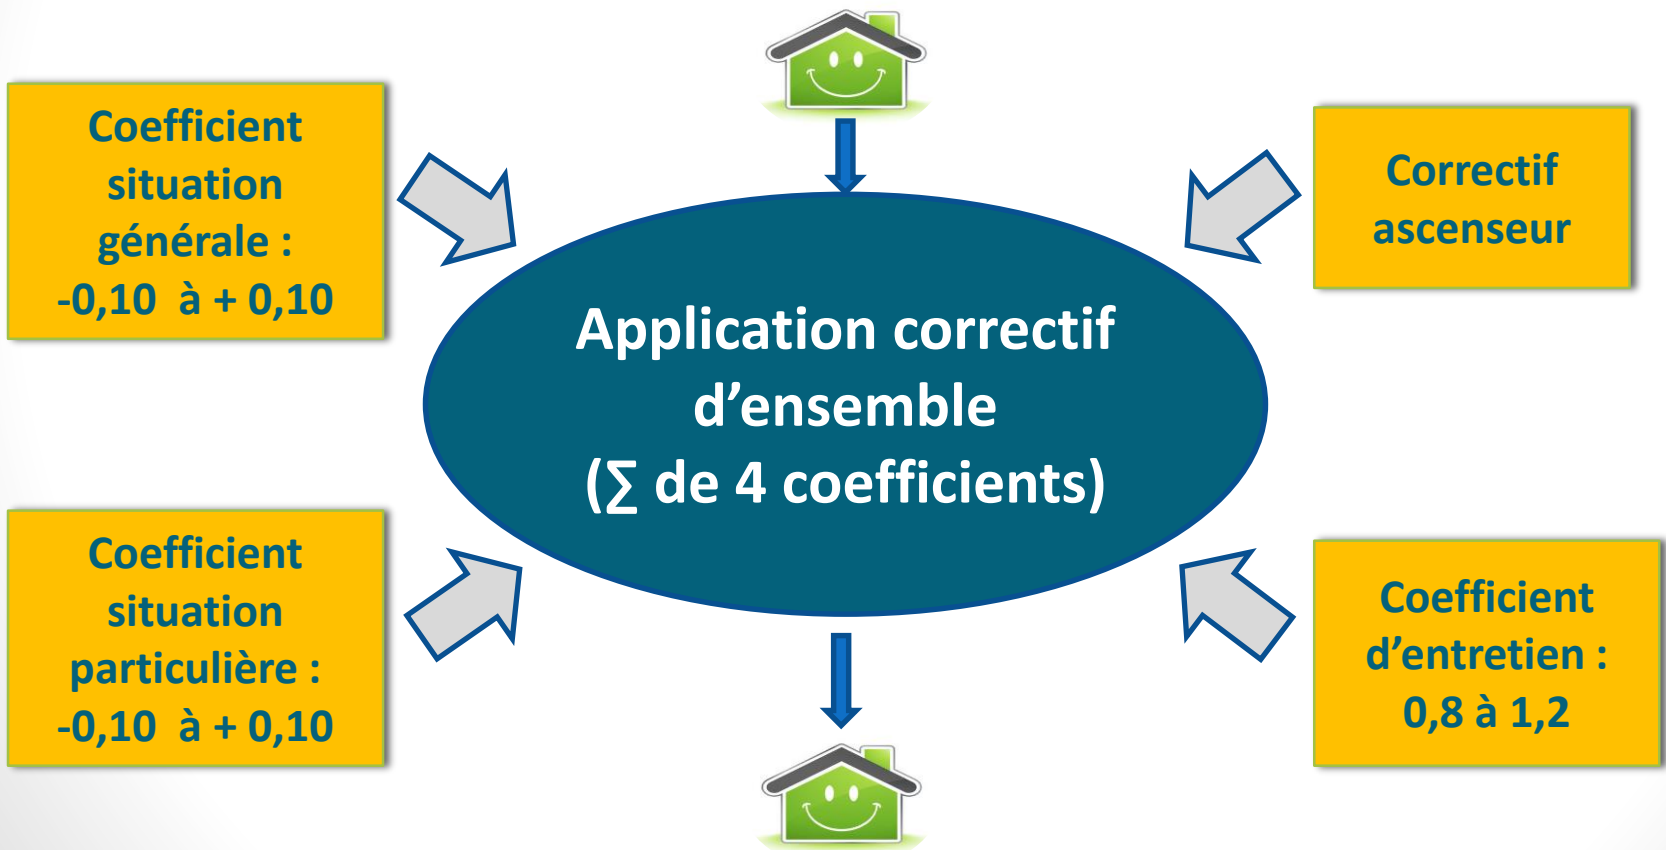 Coefficient
situation
générale :
-0,10  à + 0,10
Correctif
ascenseur
Application correctif
d’ensemble
(∑ de 4 coefficients)
Coefficient
situation
particulière :
-0,10  à + 0,10
Coefficient
d’entretien :
0,8 à 1,2